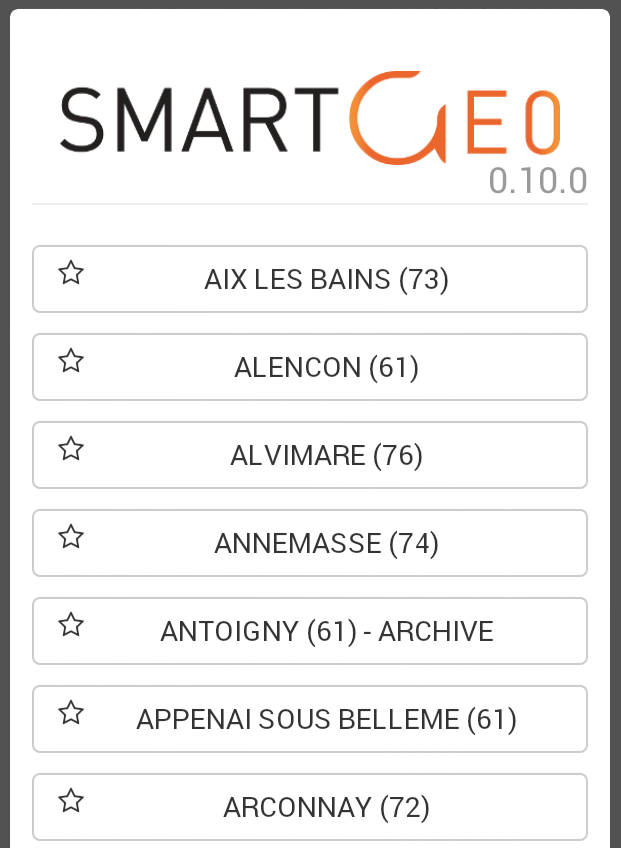 SMARTGEO
0.10.0
AIX LES BAINS (73)
ALENCON (61)
ALVIMARE (76)
ANNEMASSE (74)
ANTOIGNY (61) - ARCHIVE
APPENAI SOUS BELLEME (61)
ARCONNAY (72)